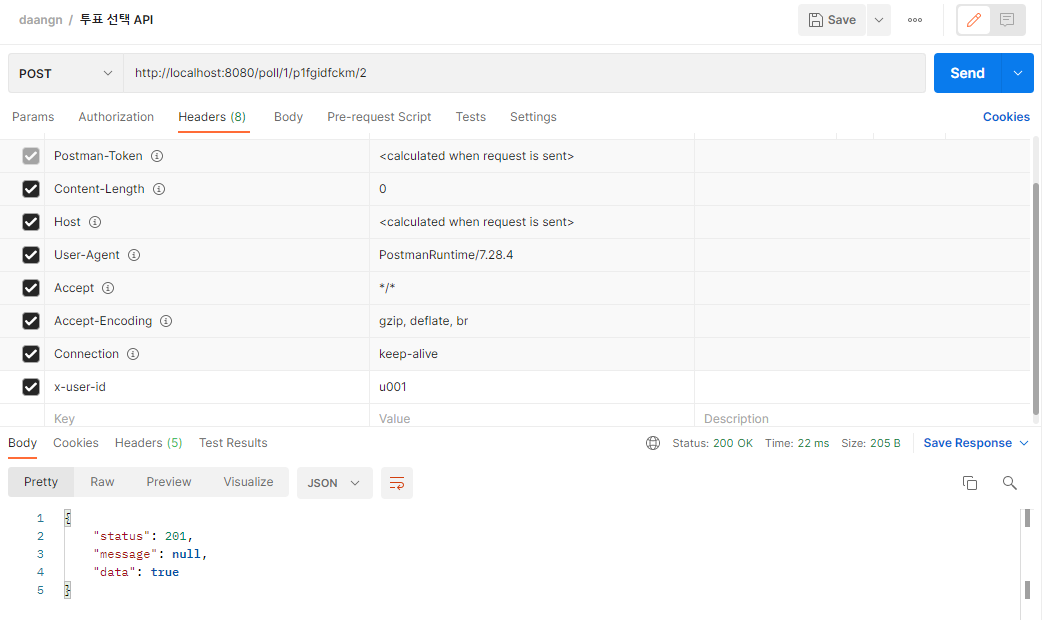 daangn / 투표 선택 API Save
POST http://localhost:8080/poll/1/p1fgidfckm/2 Send
Params Authorization Headers (8) Body Pre-request Script Tests Settings Cookies
Postman-Token <calculated when request is sent>
Content-Length 0
Host <calculated when request is sent>
User-Agent PostmanRuntime/7.28.4
Accept */*
Accept-Encoding gzip, deflate, br
Connection keep-alive
x-user-id u001
Key Value Description
Body Cookies Headers (5) Test Results Status: 200 OK Time: 22 ms Size: 205 B Save Response
Pretty Raw Preview Visualize JSON
1 {
2 "status": 201,
3 "message": null,
4 "data": true
5 }